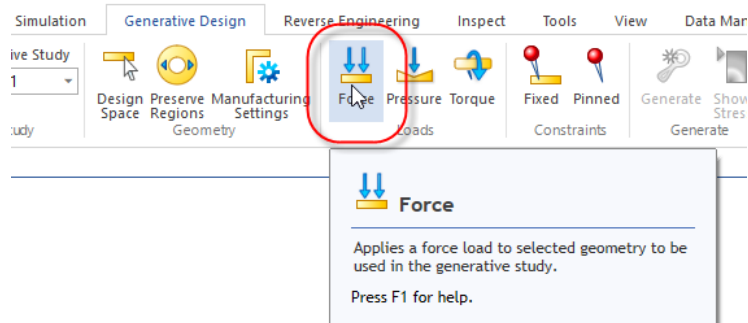 Simulation Generative Design Reverse Engineering Inspect Tools View Data Man
ive Study
1
Design Space Preserve Regions Manufacturing Settings Force Pressure Torque Fixed Pinned Generate Show Stres
udy Geometry Loads Constraints Generate
Force
Applies a force load to selected geometry to be
used in the generative study.
Press F1 for help.